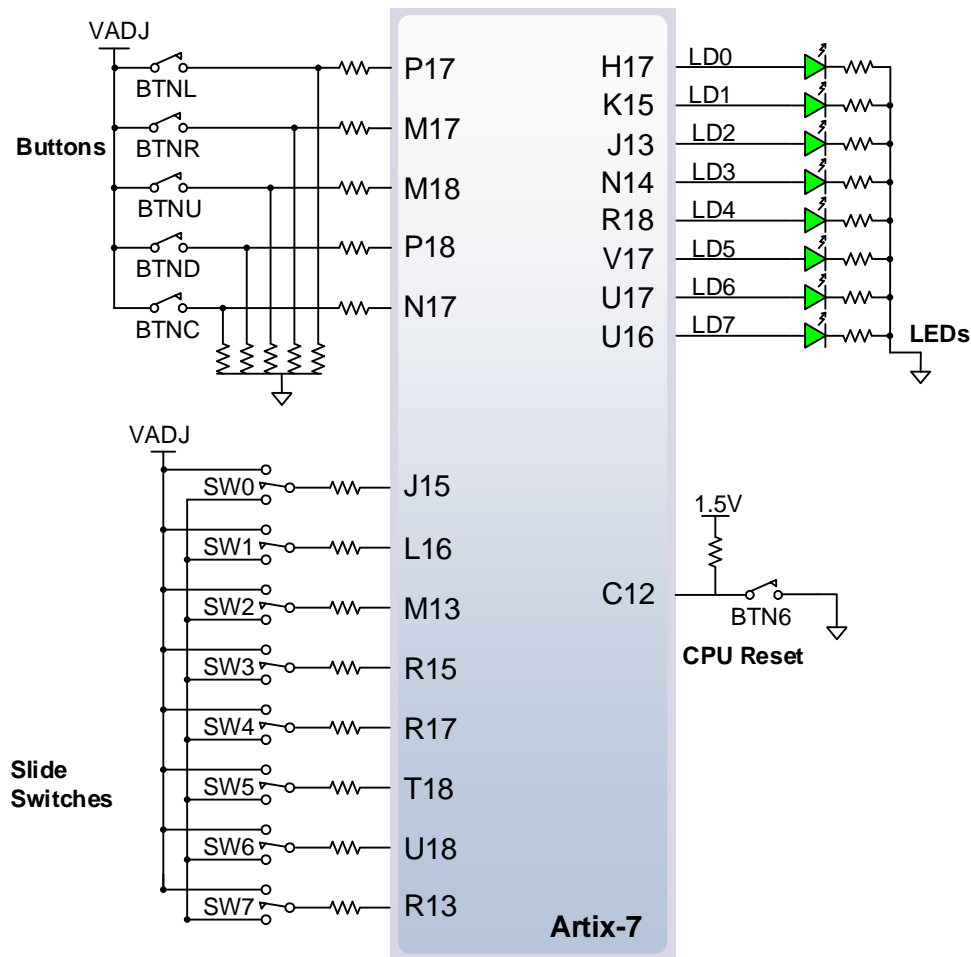 VADJ
BTNL
BTNR
BTNU
BTND
BTNC
Buttons
P17
M17
M18
P18
N17
H17
K15
J13
N14
R18
V17
U17
U16
LD0
LD1
LD2
LD3
LD4
LD5
LD6
LD7
LEDs
VADJ
SW0
SW1
SW2
SW3
SW4
SW5
SW6
SW7
Slide
Switches
J15
L16
M13
R15
R17
T18
U18
R13
C12
1.5V
BTN6
CPU Reset
Artix-7